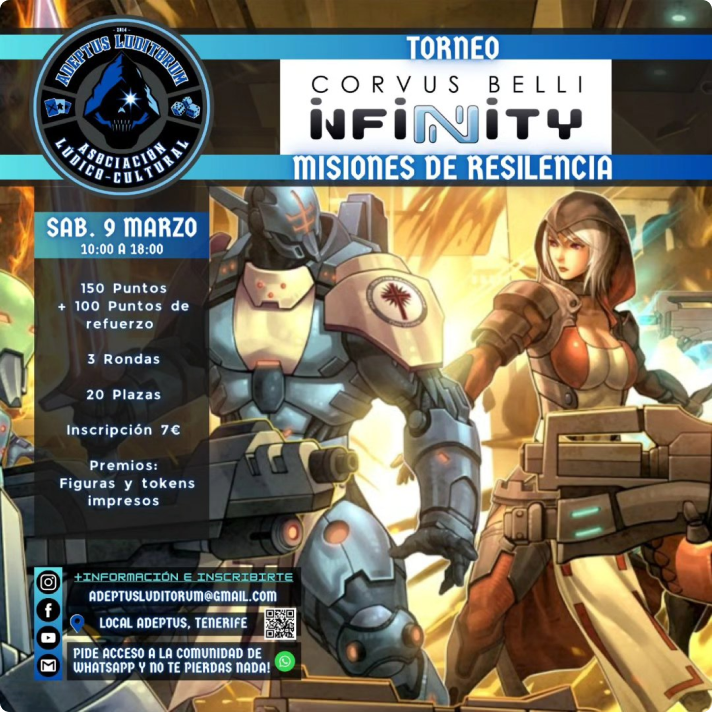 - 2014 -
ADEPTUS LUDITORUM
ASOCIACIÓN
LÚDICO-CULTURAL
TORNEO
CORVUS BELLI
INFINITY
MISIONES DE RESILENCIA
SAB. 9 MARZO
10:00 A 18:00
150 Puntos
+ 100 Puntos de
refuerzo
3 Rondas
20 Plazas
Inscripción 7€
Premios:
Figuras y tokens
impresos
+INFORMACIÓN E INSCRIBIRTE
ADEPTUSLUDITORUM@GMAIL.COM
LOCAL ADEPTUS, TENERIFE
PIDE ACCESO A LA COMUNIDAD DE
WHATSAPP Y NO TE PIERDAS NADA!